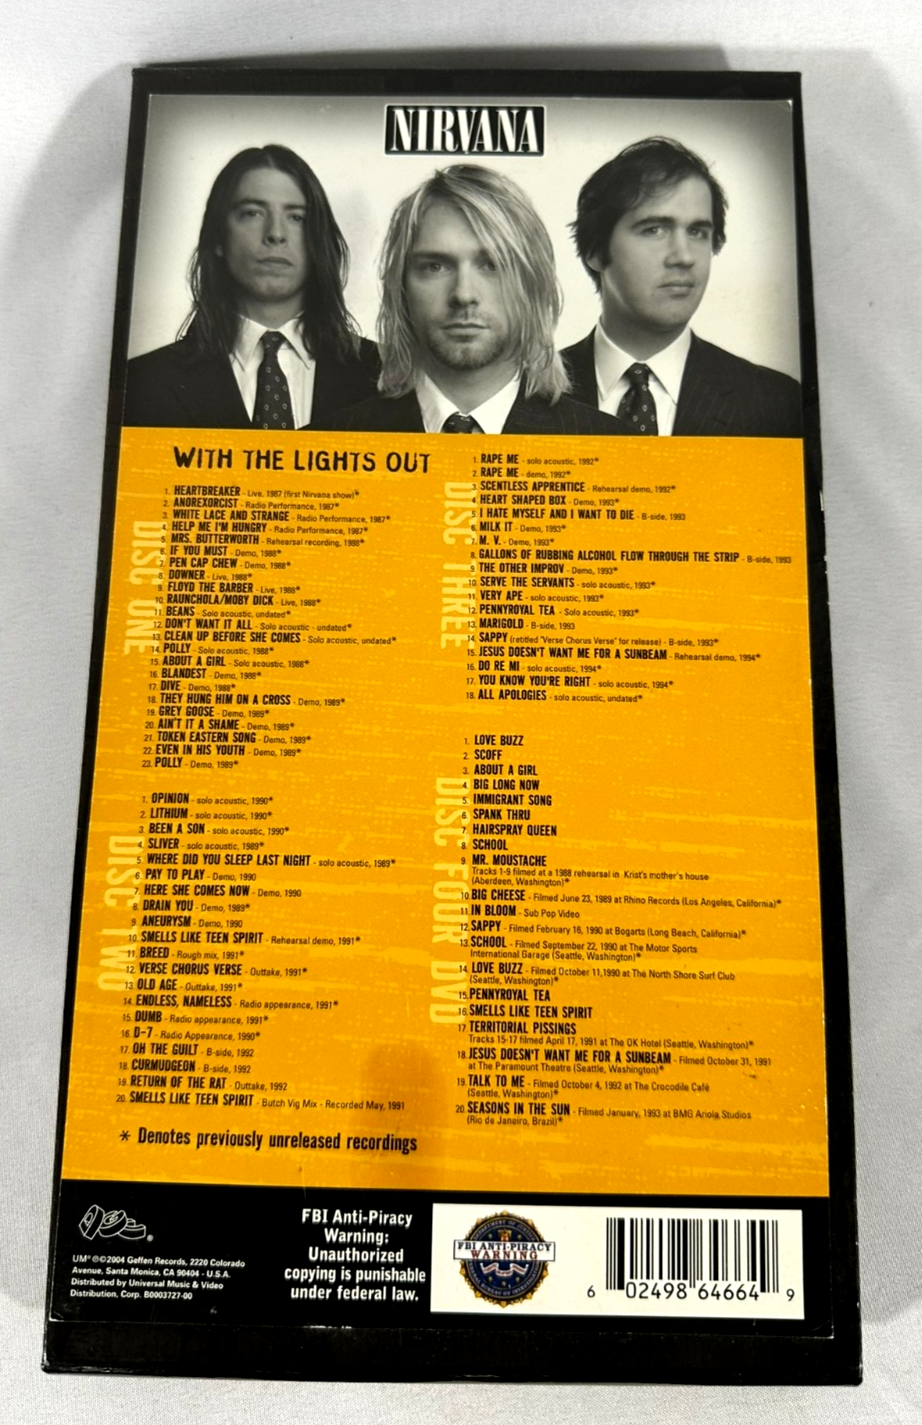 NIRVANA
WITH THE LIGHTS OUT
DISC ONE
1. HEARTBREAKER - Live, 1987 (first Nirvana show)*
2. ANOREXORCIST - Radio Performance, 1987*
3. WHITE LACE AND STRANGE - Radio Performance, 1987*
4. HELP ME I'M HUNGRY - Radio Performance, 1987*
5. MRS. BUTTERWORTH - Rehearsal recording, 1988*
6. IF YOU MUST - Demo, 1988*
7. PEN CAP CHEW - Demo, 1988*
8. DOWNER - Live, 1988*
9. FLOYD THE BARBER - Live, 1988*
10. RAUNCHOLA/MOBY DICK - Live, 1988*
11. BEANS - Solo acoustic, undated*
12. DON'T WANT IT ALL - Solo acoustic - undated*
13. CLEAN UP BEFORE SHE COMES - Solo acoustic, undated*
14. POLLY - Solo acoustic, 1988*
15. ABOUT A GIRL - Solo acoustic, 1988*
16. BLANDEST - Demo, 1988*
17. DIVE - Demo, 1988*
18. THEY HUNG HIM ON A CROSS - Demo, 1989*
19. GREY GOOSE - Demo, 1989*
20. AIN'T IT A SHAME - Demo, 1989*
21. TOKEN EASTERN SONG - Demo, 1989*
22. EVEN IN HIS YOUTH - Demo, 1989*
23. POLLY - Demo, 1989*
DISC TWO
1. OPINION - solo acoustic, 1990*
2. LITHIUM - solo acoustic, 1990*
3. BEEN A SON - solo acoustic, 1990*
4. SLIVER - solo acoustic, 1989*
5. WHERE DID YOU SLEEP LAST NIGHT - solo acoustic, 1989*
6. PAY TO PLAY - Demo, 1990
7. HERE SHE COMES NOW - Demo, 1990
8. DRAIN YOU - Demo, 1989*
9. ANEURYSM - Demo, 1990
10. SMELLS LIKE TEEN SPIRIT - Rehearsal demo, 1991*
11. BREED - Rough mix, 1991*
12. VERSE CHORUS VERSE - Outtake, 1991*
13. OLD AGE - Outtake, 1991*
14. ENDLESS, NAMELESS - Radio appearance, 1991*
15. DUMB - Radio appearance, 1991*
16. D-7 - Radio Appearance, 1990*
17. OH THE GUILT - B-side, 1992
18. CURMUDGEON - B-side, 1992
19. RETURN OF THE RAT - Outtake, 1992
20. SMELLS LIKE TEEN SPIRIT - Butch Vig Mix - Recorded May, 1991
* Denotes previously unreleased recordings
DISC THREE
1. RAPE ME - solo acoustic, 1992*
2. RAPE ME - demo, 1992*
3. SCENTLESS APPRENTICE - Rehearsal demo, 1992*
4. HEART SHAPED BOX - Demo, 1993*
5. I HATE MYSELF AND I WANT TO DIE - B-side, 1993
6. MILK IT - Demo, 1993*
7. M. V. - Demo, 1993*
8. GALLONS OF RUBBING ALCOHOL FLOW THROUGH THE STRIP - B-side, 1993
9. THE OTHER IMPROV - Demo, 1993*
10. SERVE THE SERVANTS - solo acoustic, 1993*
11. VERY APE - solo acoustic, 1993*
12. PENNYROYAL TEA - Solo acoustic, 1993*
13. MARIGOLD - B-side, 1993
14. SAPPY (retitled "Verse Chorus Verse" for release) - B-side, 1993*
15. JESUS DOESN'T WANT ME FOR A SUNBEAM - Rehearsal demo, 1994*
16. DO RE MI - solo acoustic, 1994*
17. YOU KNOW YOU'RE RIGHT - solo acoustic, 1994*
18. ALL APOLOGIES - solo acoustic, undated*
DISC FOUR DVD
1. LOVE BUZZ
2. SCOFF
3. ABOUT A GIRL
4. BIG LONG NOW
5. IMMIGRANT SONG
6. SPANK THRU
7. HAIRSPRAY QUEEN
8. SCHOOL
9. MR. MOUSTACHE
Tracks 1-9 filmed at a 1988 rehearsal in Krist's mother's house
(Aberdeen, Washington)*
10. BIG CHEESE - Filmed June 23, 1989 at Rhino Records (Los Angeles, California)*
11. IN BLOOM - Sub Pop Video
12. SAPPY - Filmed February 16, 1990 at Bogarts (Long Beach, California)*
13. SCHOOL - Filmed September 22, 1990 at The Motor Sports
International Garage (Seattle, Washington)*
14. LOVE BUZZ - Filmed October 11,1990 at The North Shore Surf Club
(Seattle, Washington)*
15. PENNYROYAL TEA
16. SMELLS LIKE TEEN SPIRIT
17. TERRITORIAL PISSINGS
Tracks 15-17 filmed April 17, 1991 at The OK Hotel (Seattle, Washington)*
18. JESUS DOESN'T WANT ME FOR A SUNBEAM - Filmed October 31, 1991
at The Paramount Theatre (Seattle, Washington)*
19. TALK TO ME - Filmed October 4, 1992 at The Crocodile Café
(Seattle, Washington)*
20. SEASONS IN THE SUN - Filmed January, 1993 at BMG Ariola Studios
(Rio de Janeiro, Brazil)*
UM® ℗©2004 Geffen Records, 2220 Colorado
Avenue, Santa Monica, CA 90404 - U.S.A.
Distributed by Universal Music & Video
Distribution, Corp. B0003727-00
FBI Anti-Piracy
Warning:
Unauthorized
copying is punishable
under federal law.
FBI ANTI-PIRACY
WARNING
6 02498 64664 9